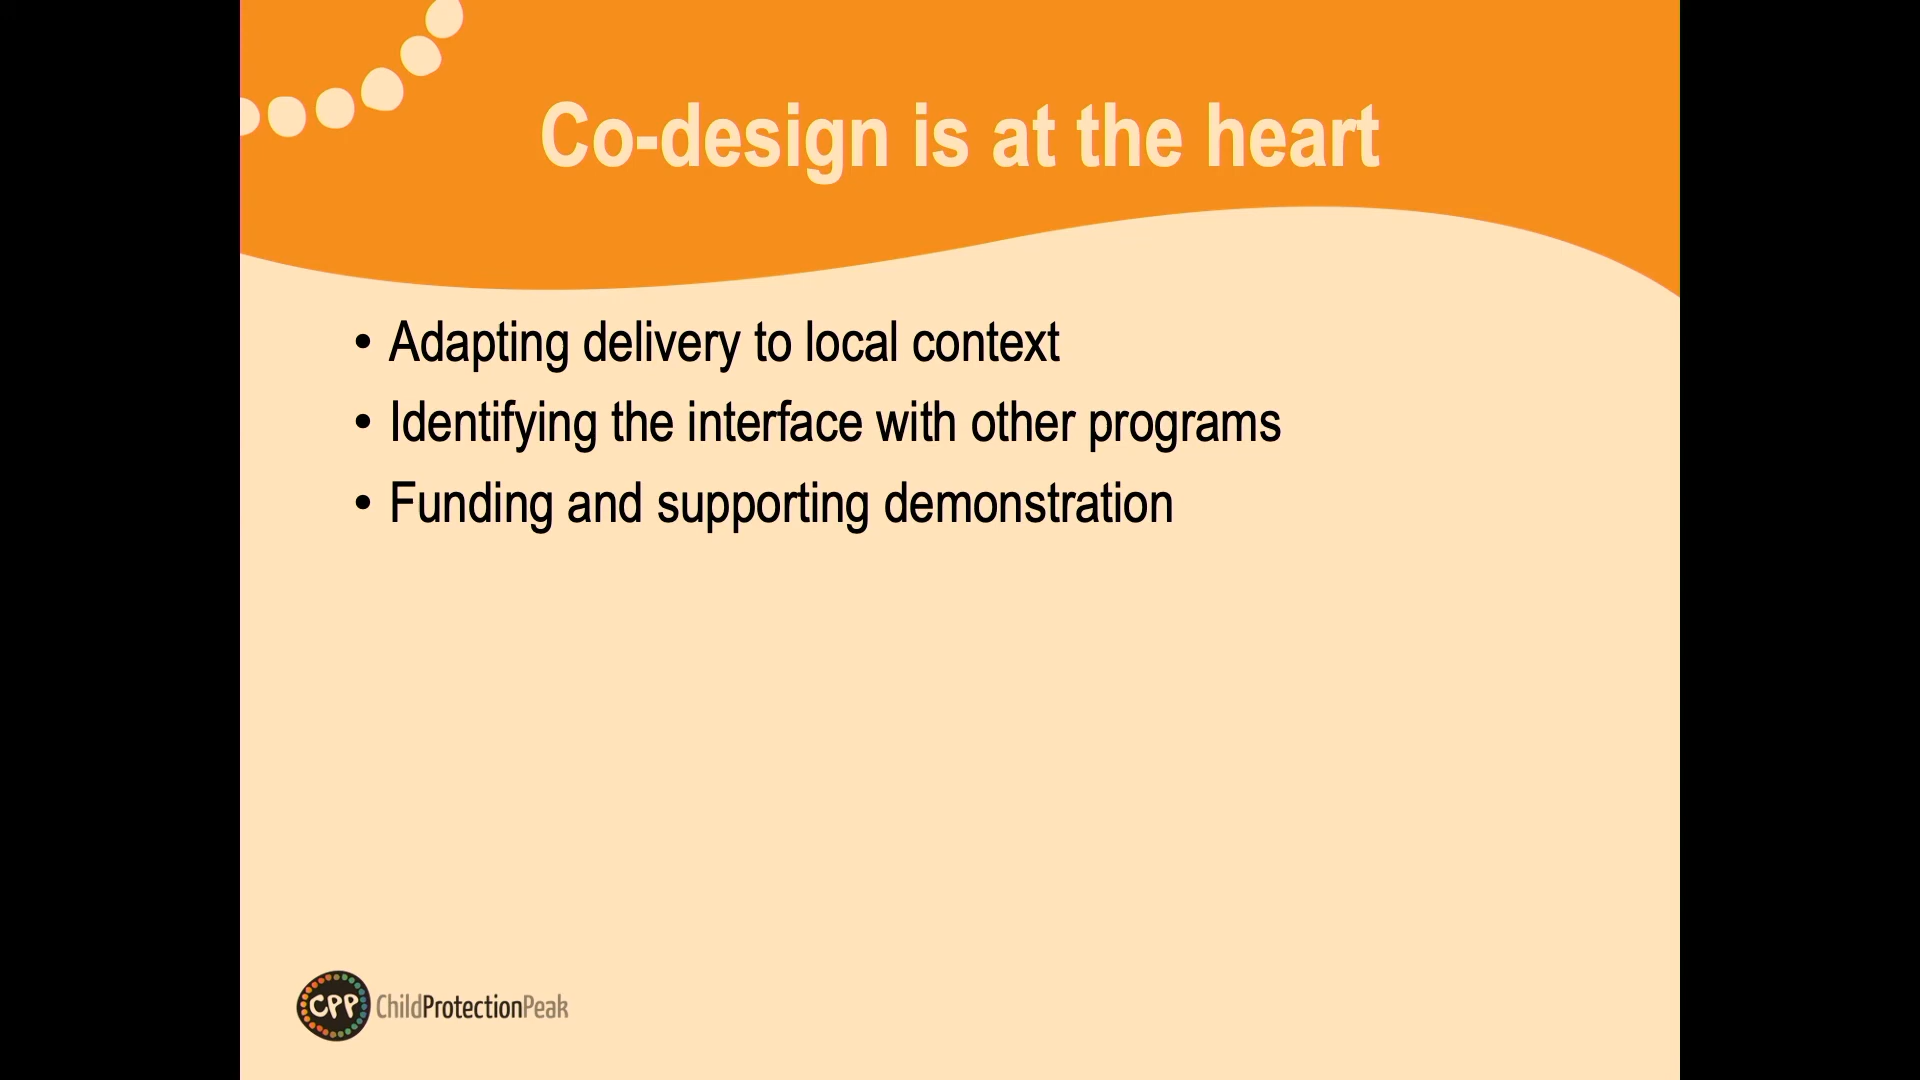 Co-design is at the heart
• Adapting delivery to local context
• Identifying the interface with other programs
• Funding and supporting demonstration
CPP ChildProtectionPeak